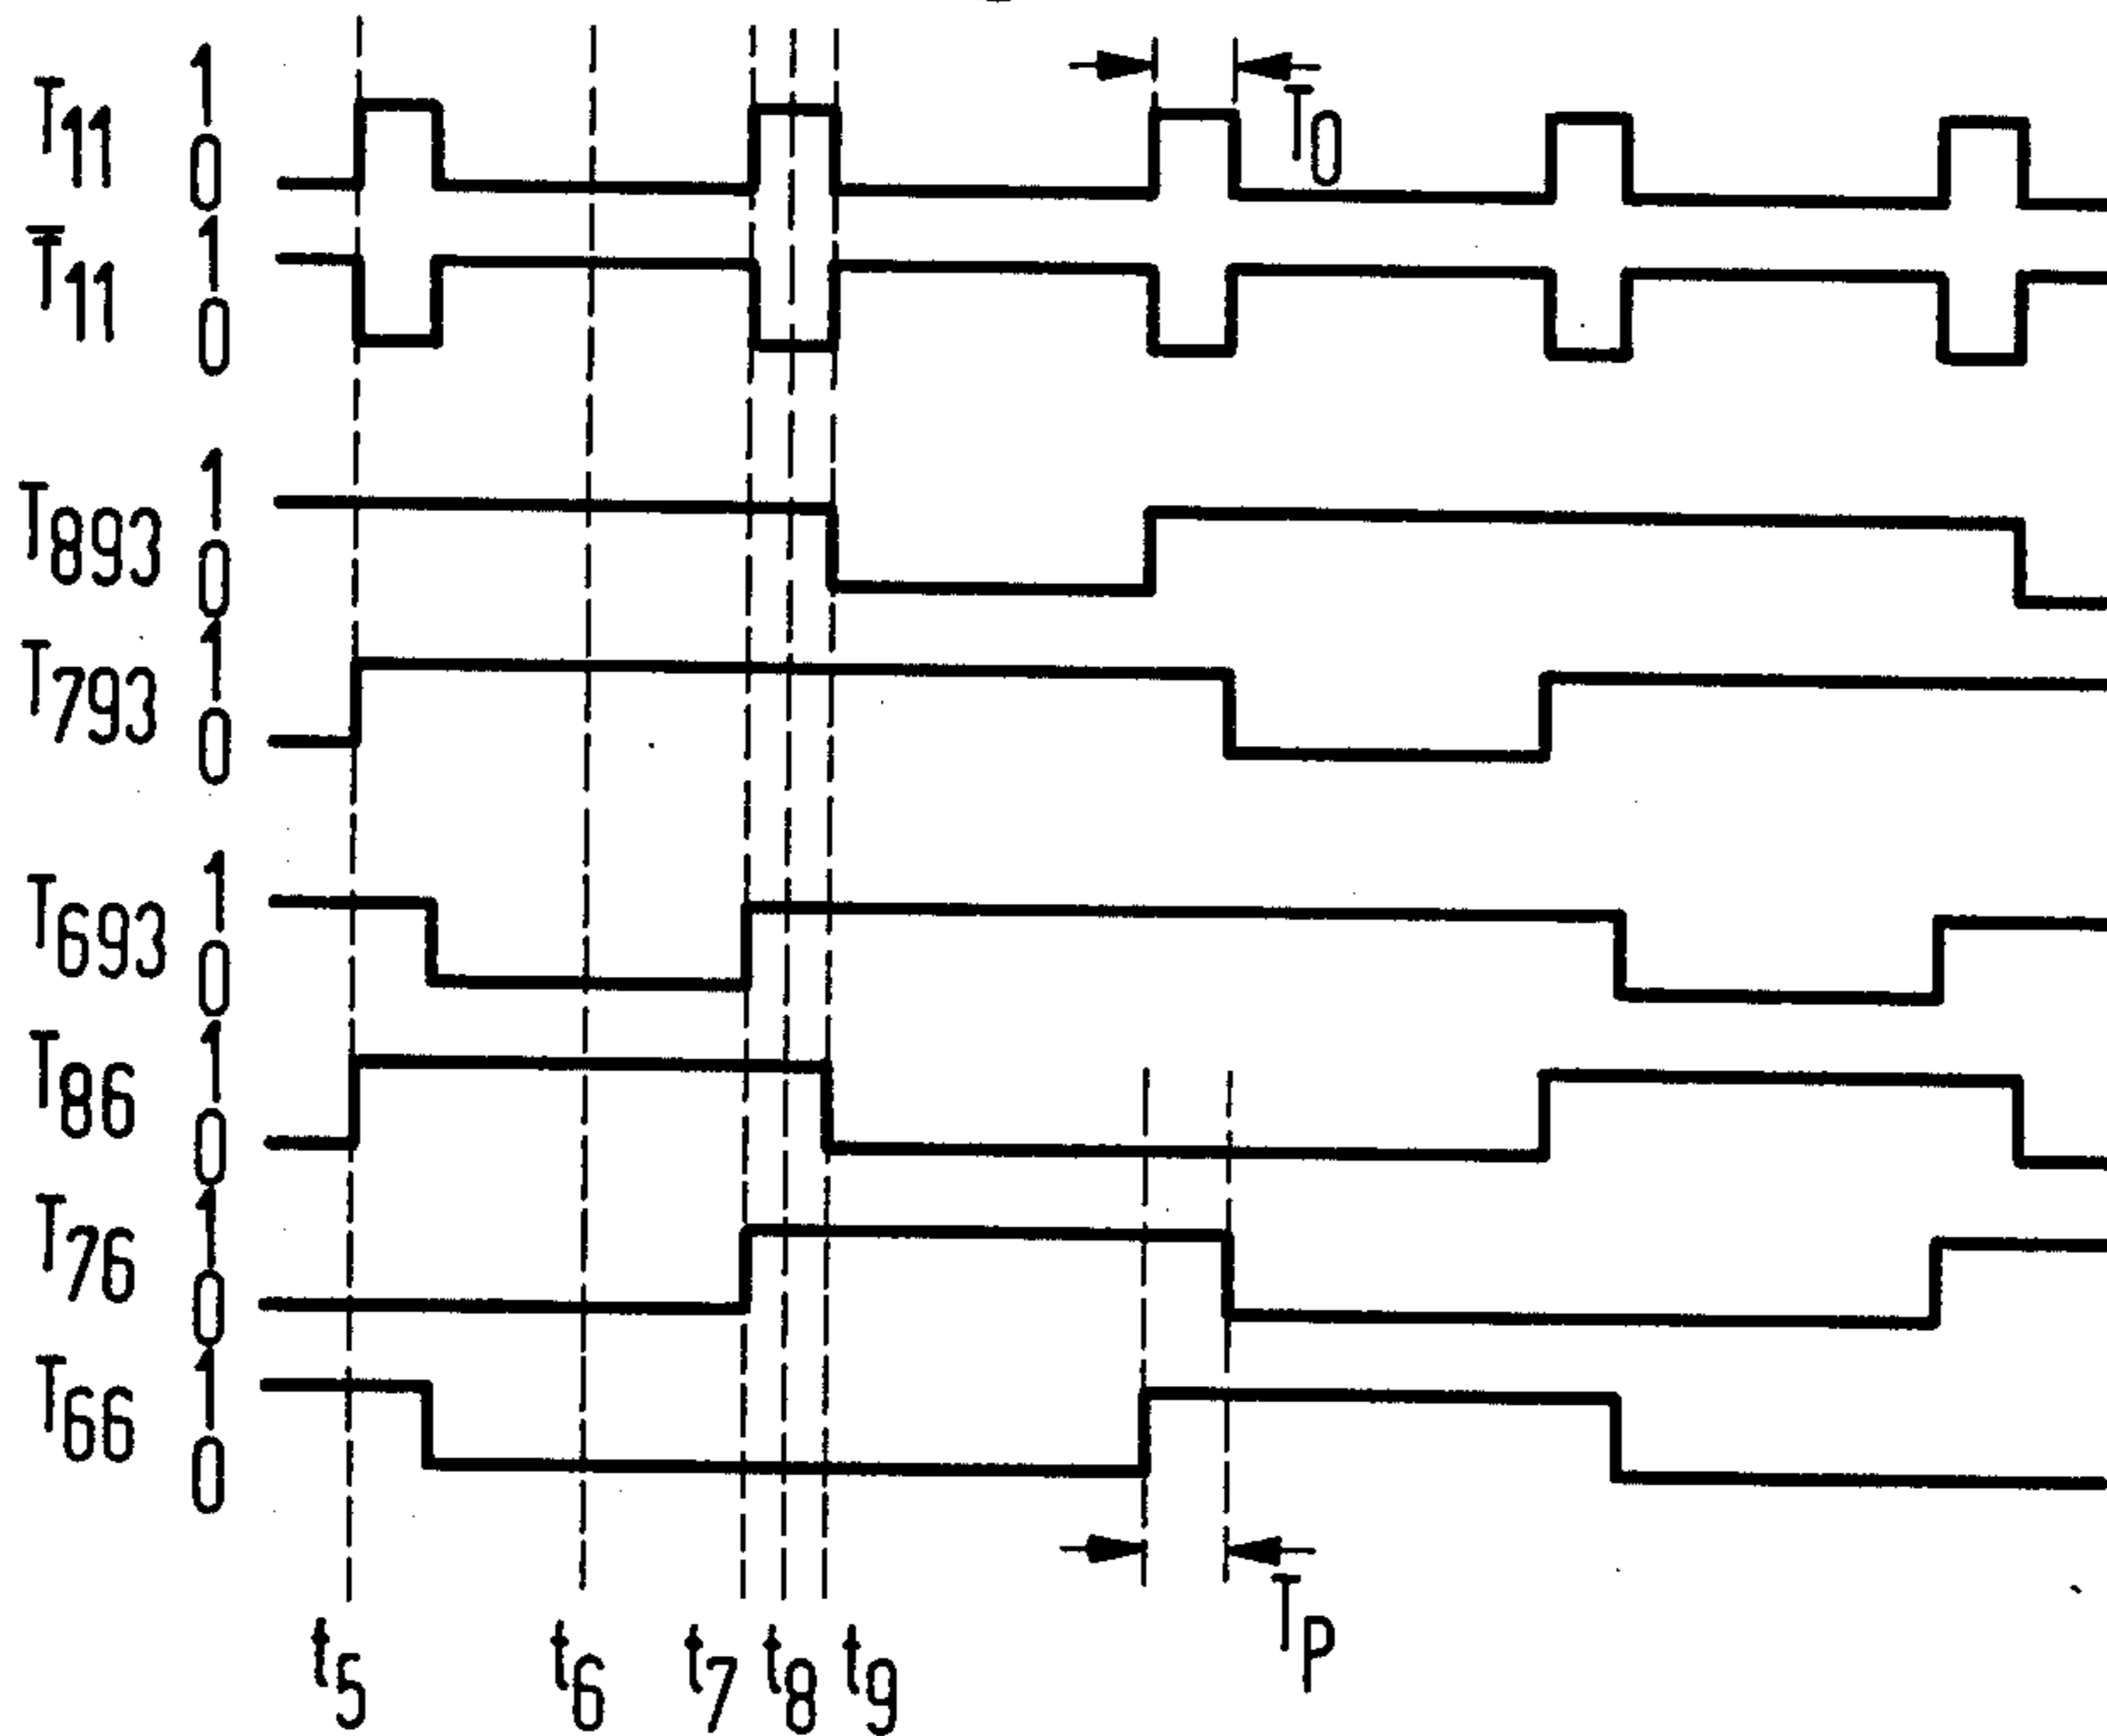 T11 1 0 T0
T̅11 1 0
T893 1 0
T793 1 0
T693 1 0
T86 1 0
T76 1 0
T66 1 0
TP
t5 t6 t7 t8 t9